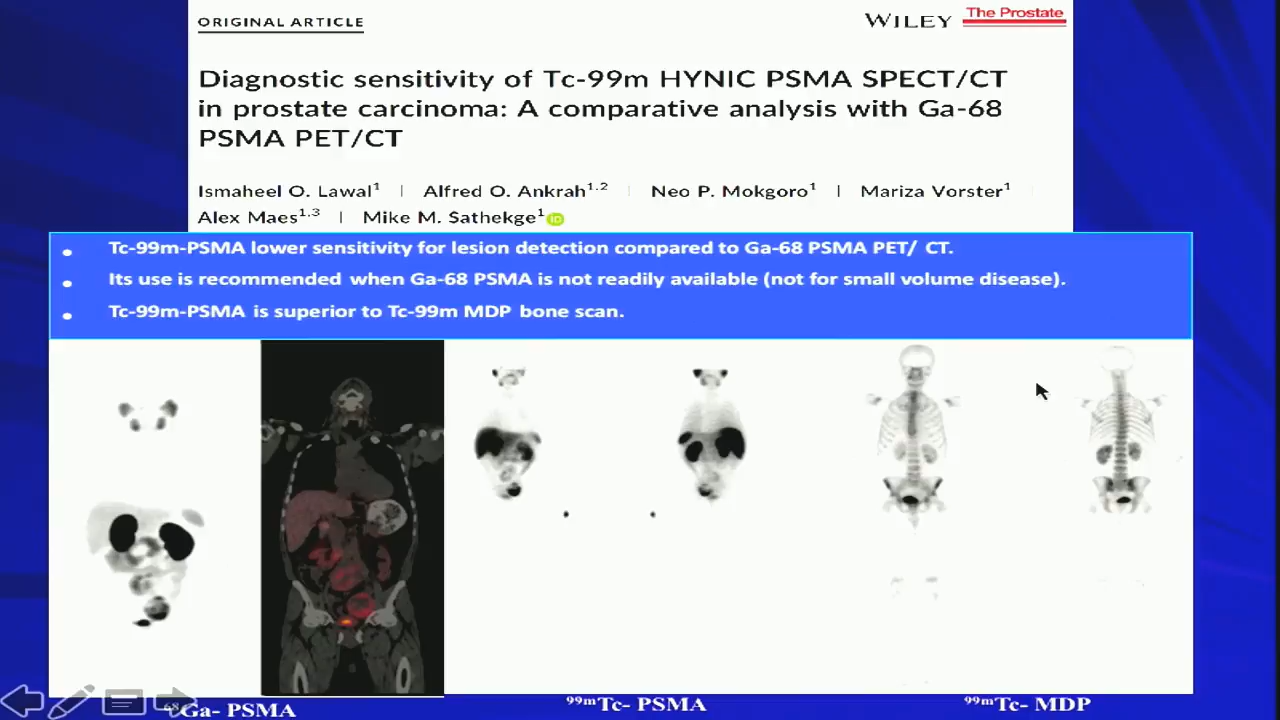 ORIGINAL ARTICLE
WILEY The Prostate
Diagnostic sensitivity of Tc-99m HYNIC PSMA SPECT/CT
in prostate carcinoma: A comparative analysis with Ga-68
PSMA PET/CT
Ismaheel O. Lawal¹ | Alfred O. Ankrah¹,² | Neo P. Mokgoro¹ | Mariza Vorster¹
Alex Maes¹,³ | Mike M. Sathekge¹ iD
• Tc-99m-PSMA lower sensitivity for lesion detection compared to Ga-68 PSMA PET/ CT.
• Its use is recommended when Ga-68 PSMA is not readily available (not for small volume disease).
• Tc-99m-PSMA is superior to Tc-99m MDP bone scan.
⁶⁸Ga- PSMA
⁹⁹ᵐTc- PSMA
⁹⁹ᵐTc- MDP